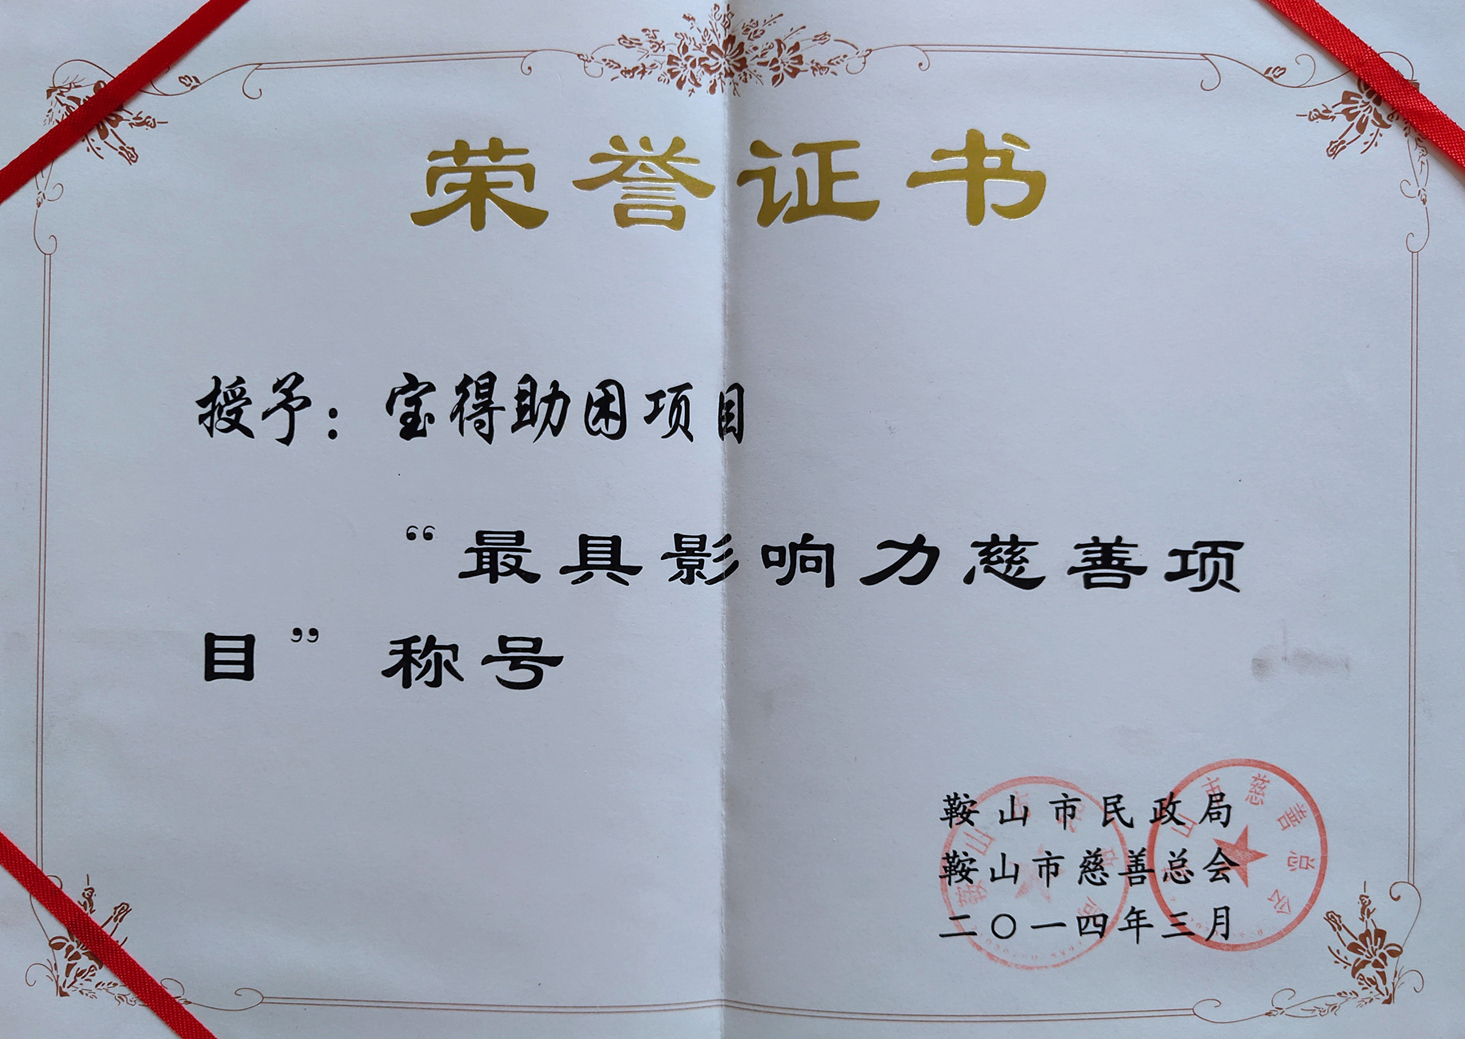 荣誉证书
授予：宝得助困项目
“最具影响力慈善项
目”称号
鞍山市民政局
鞍山市慈善总会
二〇一四年三月